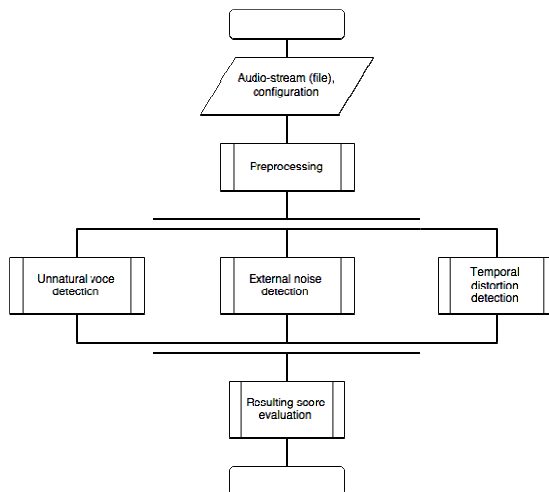 Audio-stream (file),
configuration
Preprocessing
Unnatural voce
detection
External noise
detection
Temporal
distortion
detection
Resulting score
evaluation